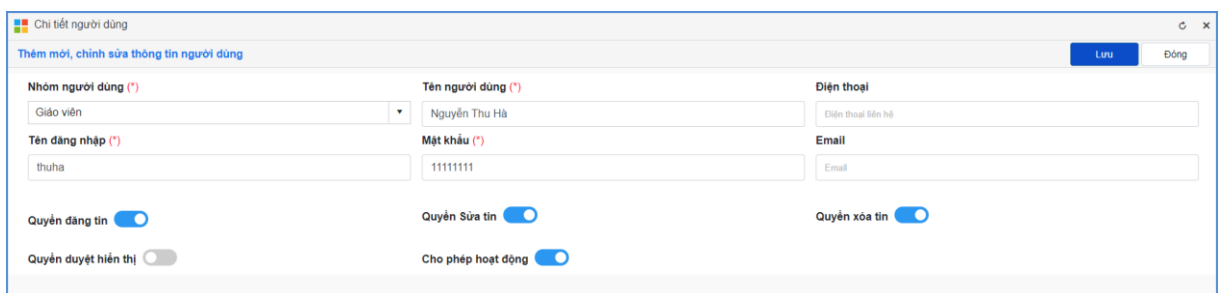 Chi tiết người dùng
Thêm mới, chỉnh sửa thông tin người dùng
Lưu
Đóng
Nhóm người dùng (*)
Tên người dùng (*)
Điện thoại
Giáo viên
Nguyễn Thu Hà
Điện thoại liên hệ
Tên đăng nhập (*)
Mật khẩu (*)
Email
thuha
11111111
Email
Quyền đăng tin
Quyền Sửa tin
Quyền xóa tin
Quyền duyệt hiển thị
Cho phép hoạt động